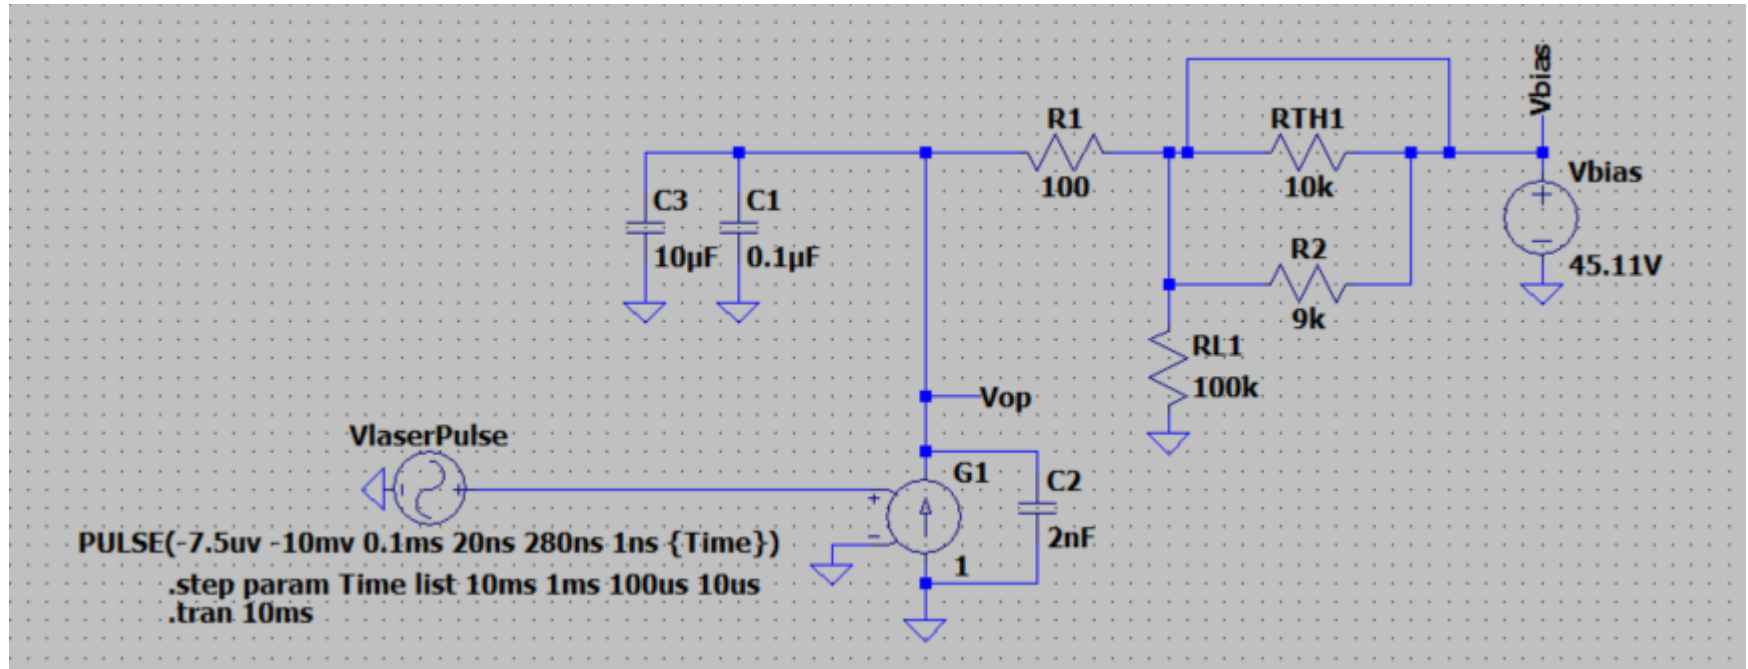 Vbias
R1
RTH1
100
10k
Vbias
+
−
45.11V
C3
C1
10µF
0.1µF
R2
9k
RL1
100k
Vop
VlaserPulse
G1
C2
+
−
2nF
1
PULSE(-7.5uv -10mv 0.1ms 20ns 280ns 1ns {Time})
.step param Time list 10ms 1ms 100us 10us
.tran 10ms